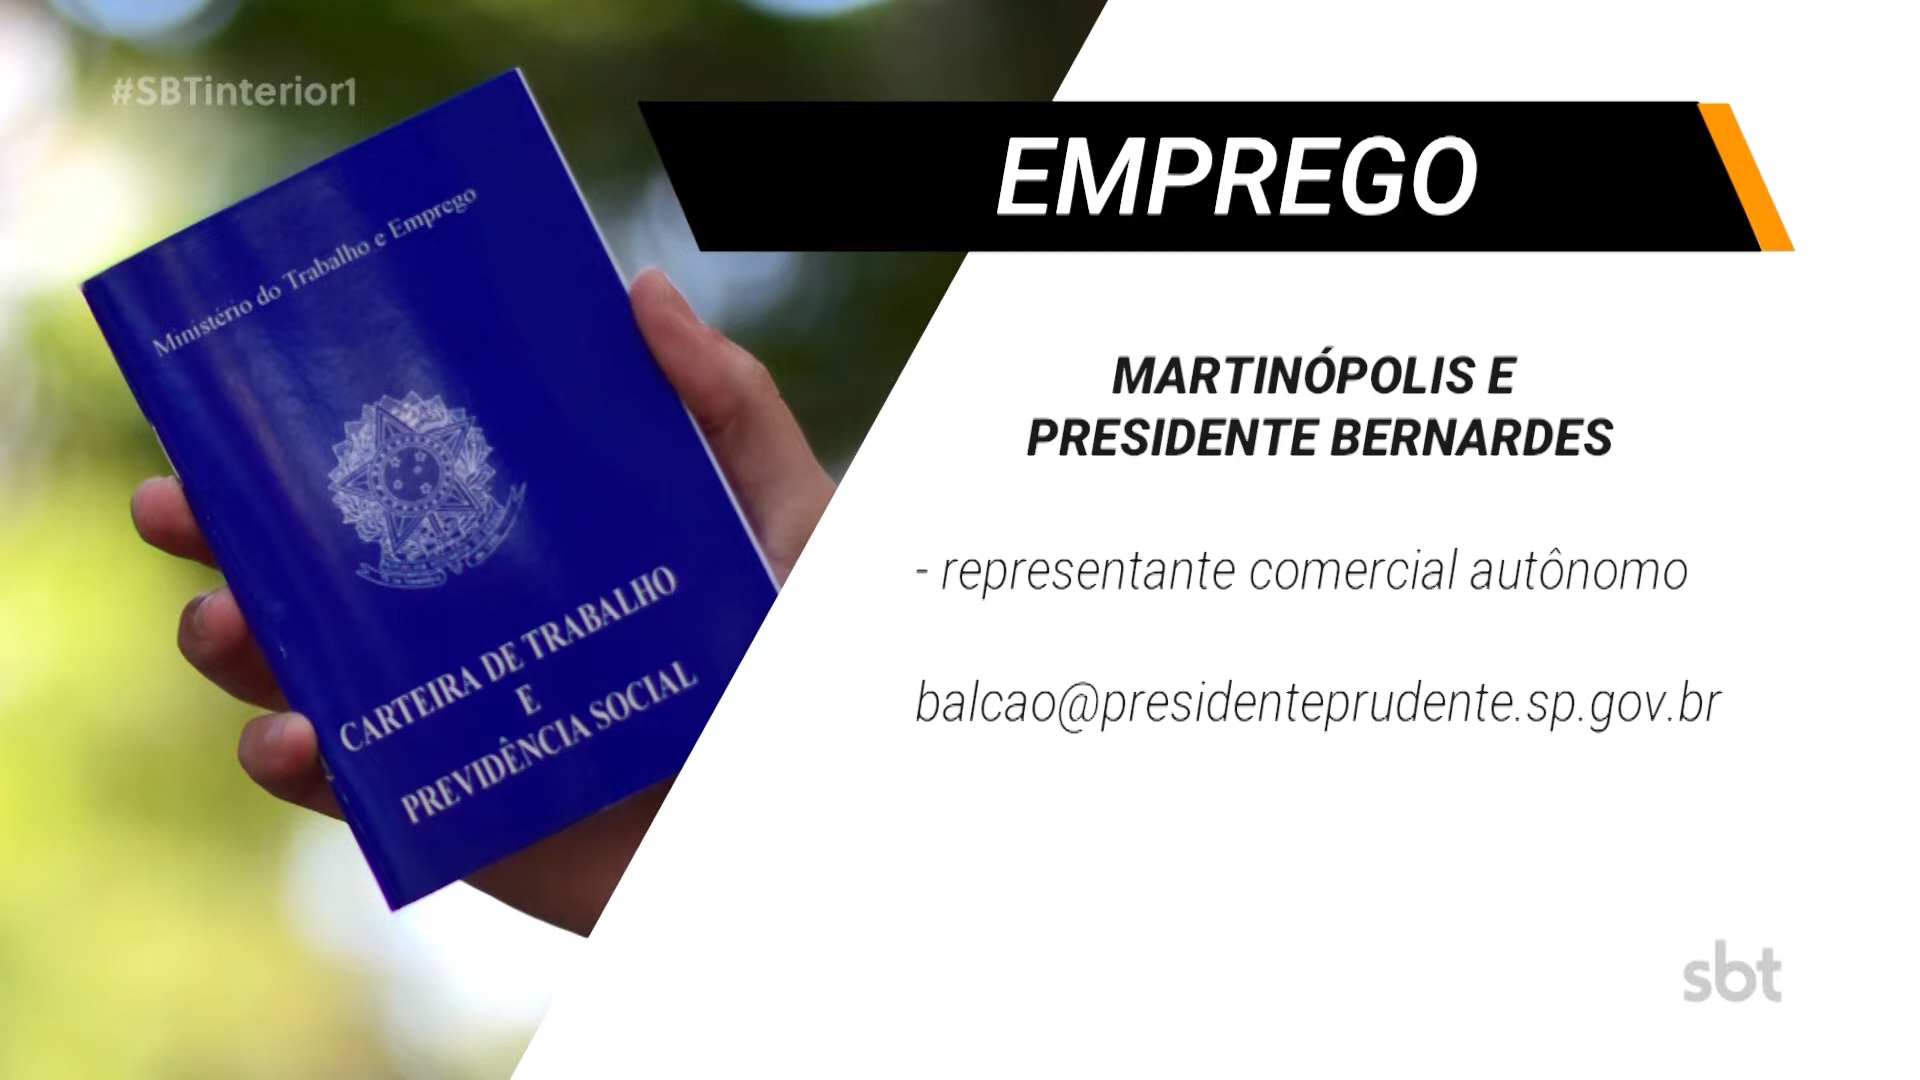 #SBTinterior1
EMPREGO
Ministério do Trabalho e Emprego
CARTEIRA DE TRABALHO
E
PREVIDÊNCIA SOCIAL
MARTINÓPOLIS E
PRESIDENTE BERNARDES
- representante comercial autônomo
balcao@presidenteprudente.sp.gov.br
sbt